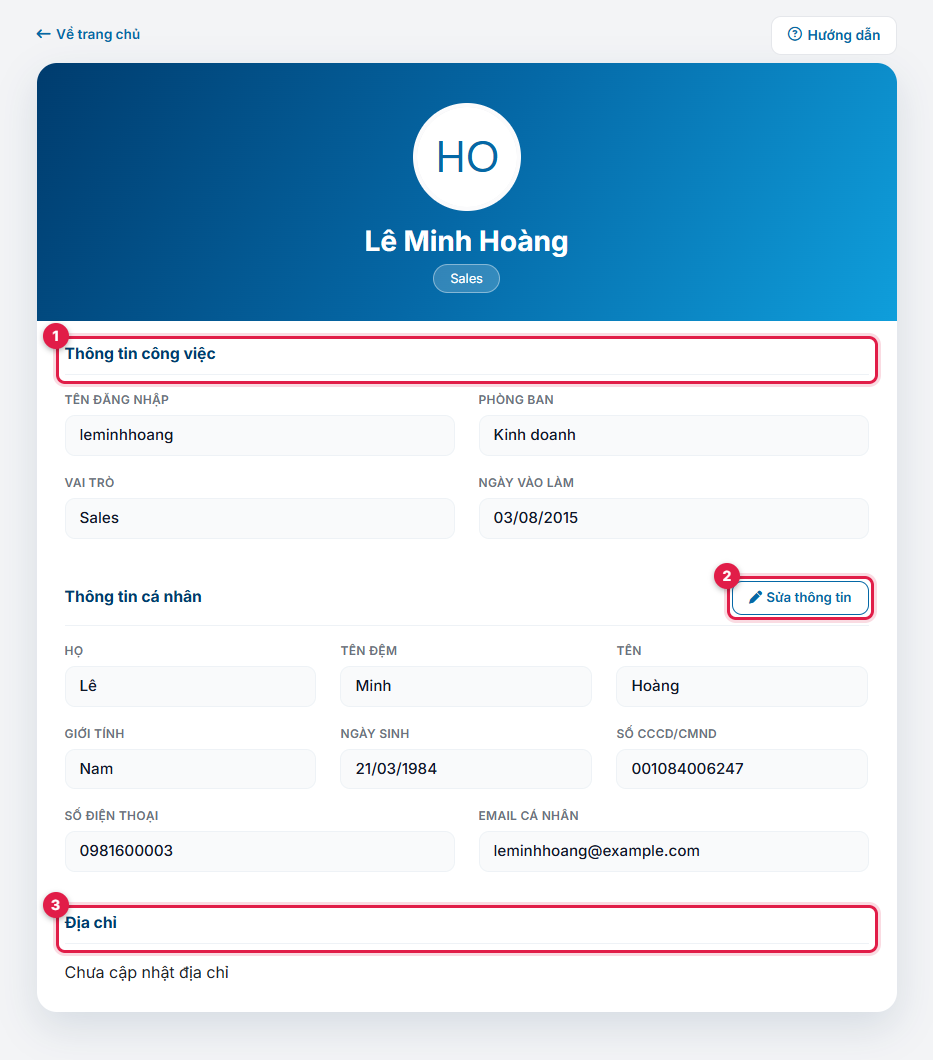 ← Về trang chủ
Hướng dẫn
HO
Lê Minh Hoàng
Sales
1
Thông tin công việc
TÊN ĐĂNG NHẬP
PHÒNG BAN
leminhhoang
Kinh doanh
VAI TRÒ
NGÀY VÀO LÀM
Sales
03/08/2015
2
Thông tin cá nhân
Sửa thông tin
HỌ
TÊN ĐỆM
TÊN
Lê
Minh
Hoàng
GIỚI TÍNH
NGÀY SINH
SỐ CCCD/CMND
Nam
21/03/1984
001084006247
SỐ ĐIỆN THOẠI
EMAIL CÁ NHÂN
0981600003
leminhhoang@example.com
3
Địa chỉ
Chưa cập nhật địa chỉ